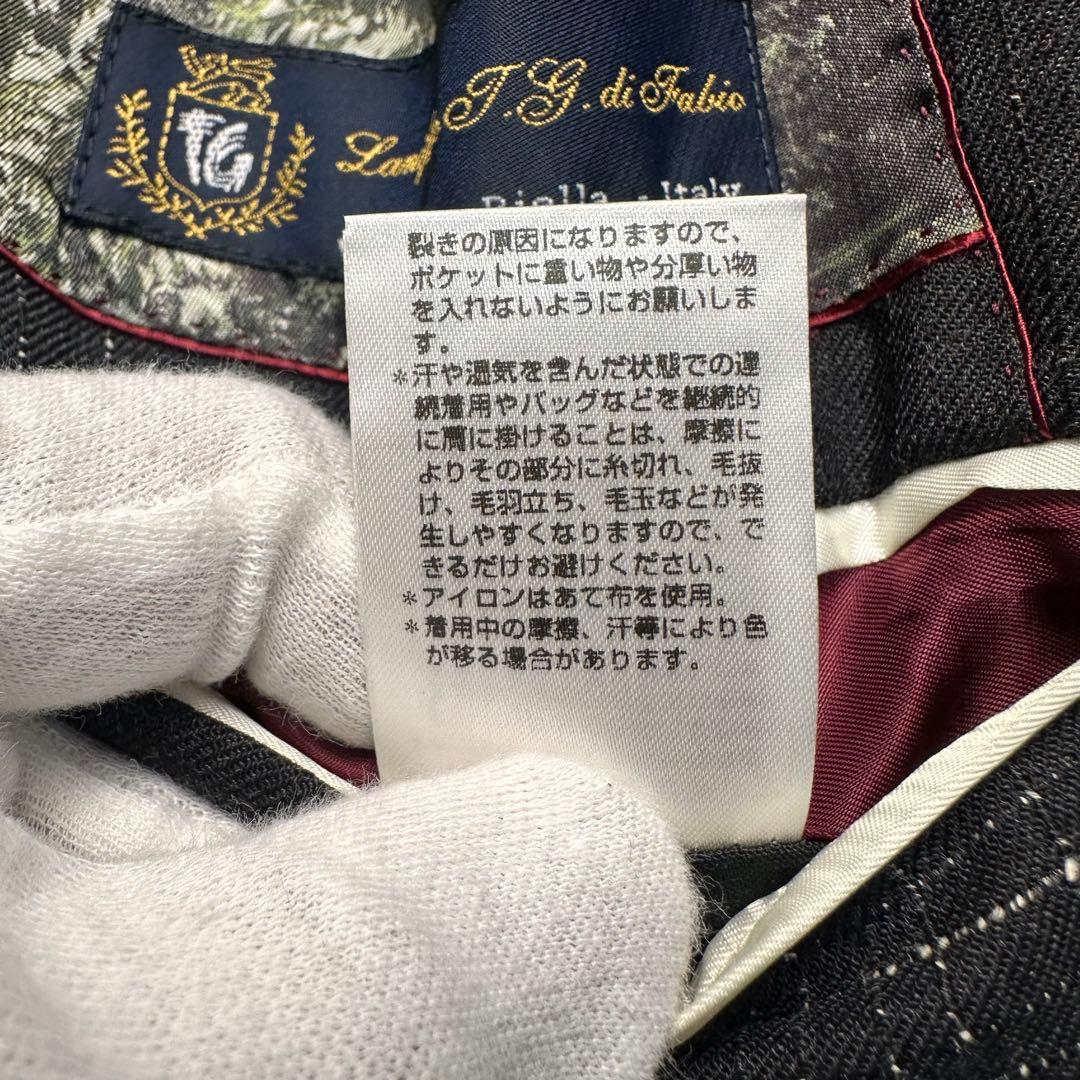 T.G. di Fabio
TG
Biella - Italy
裂きの原因になりますので、
ポケットに重い物や分厚い物
を入れないようにお願いしま
す。
*汗や湿気を含んだ状態での連
続着用やバッグなどを継続的
に肩に掛けることは、摩擦に
よりその部分に糸切れ、毛抜
け、毛羽立ち、毛玉などが発
生しやすくなりますので、で
きるだけお避けください。
*アイロンはあて布を使用。
*着用中の摩擦、汗等により色
が移る場合があります。